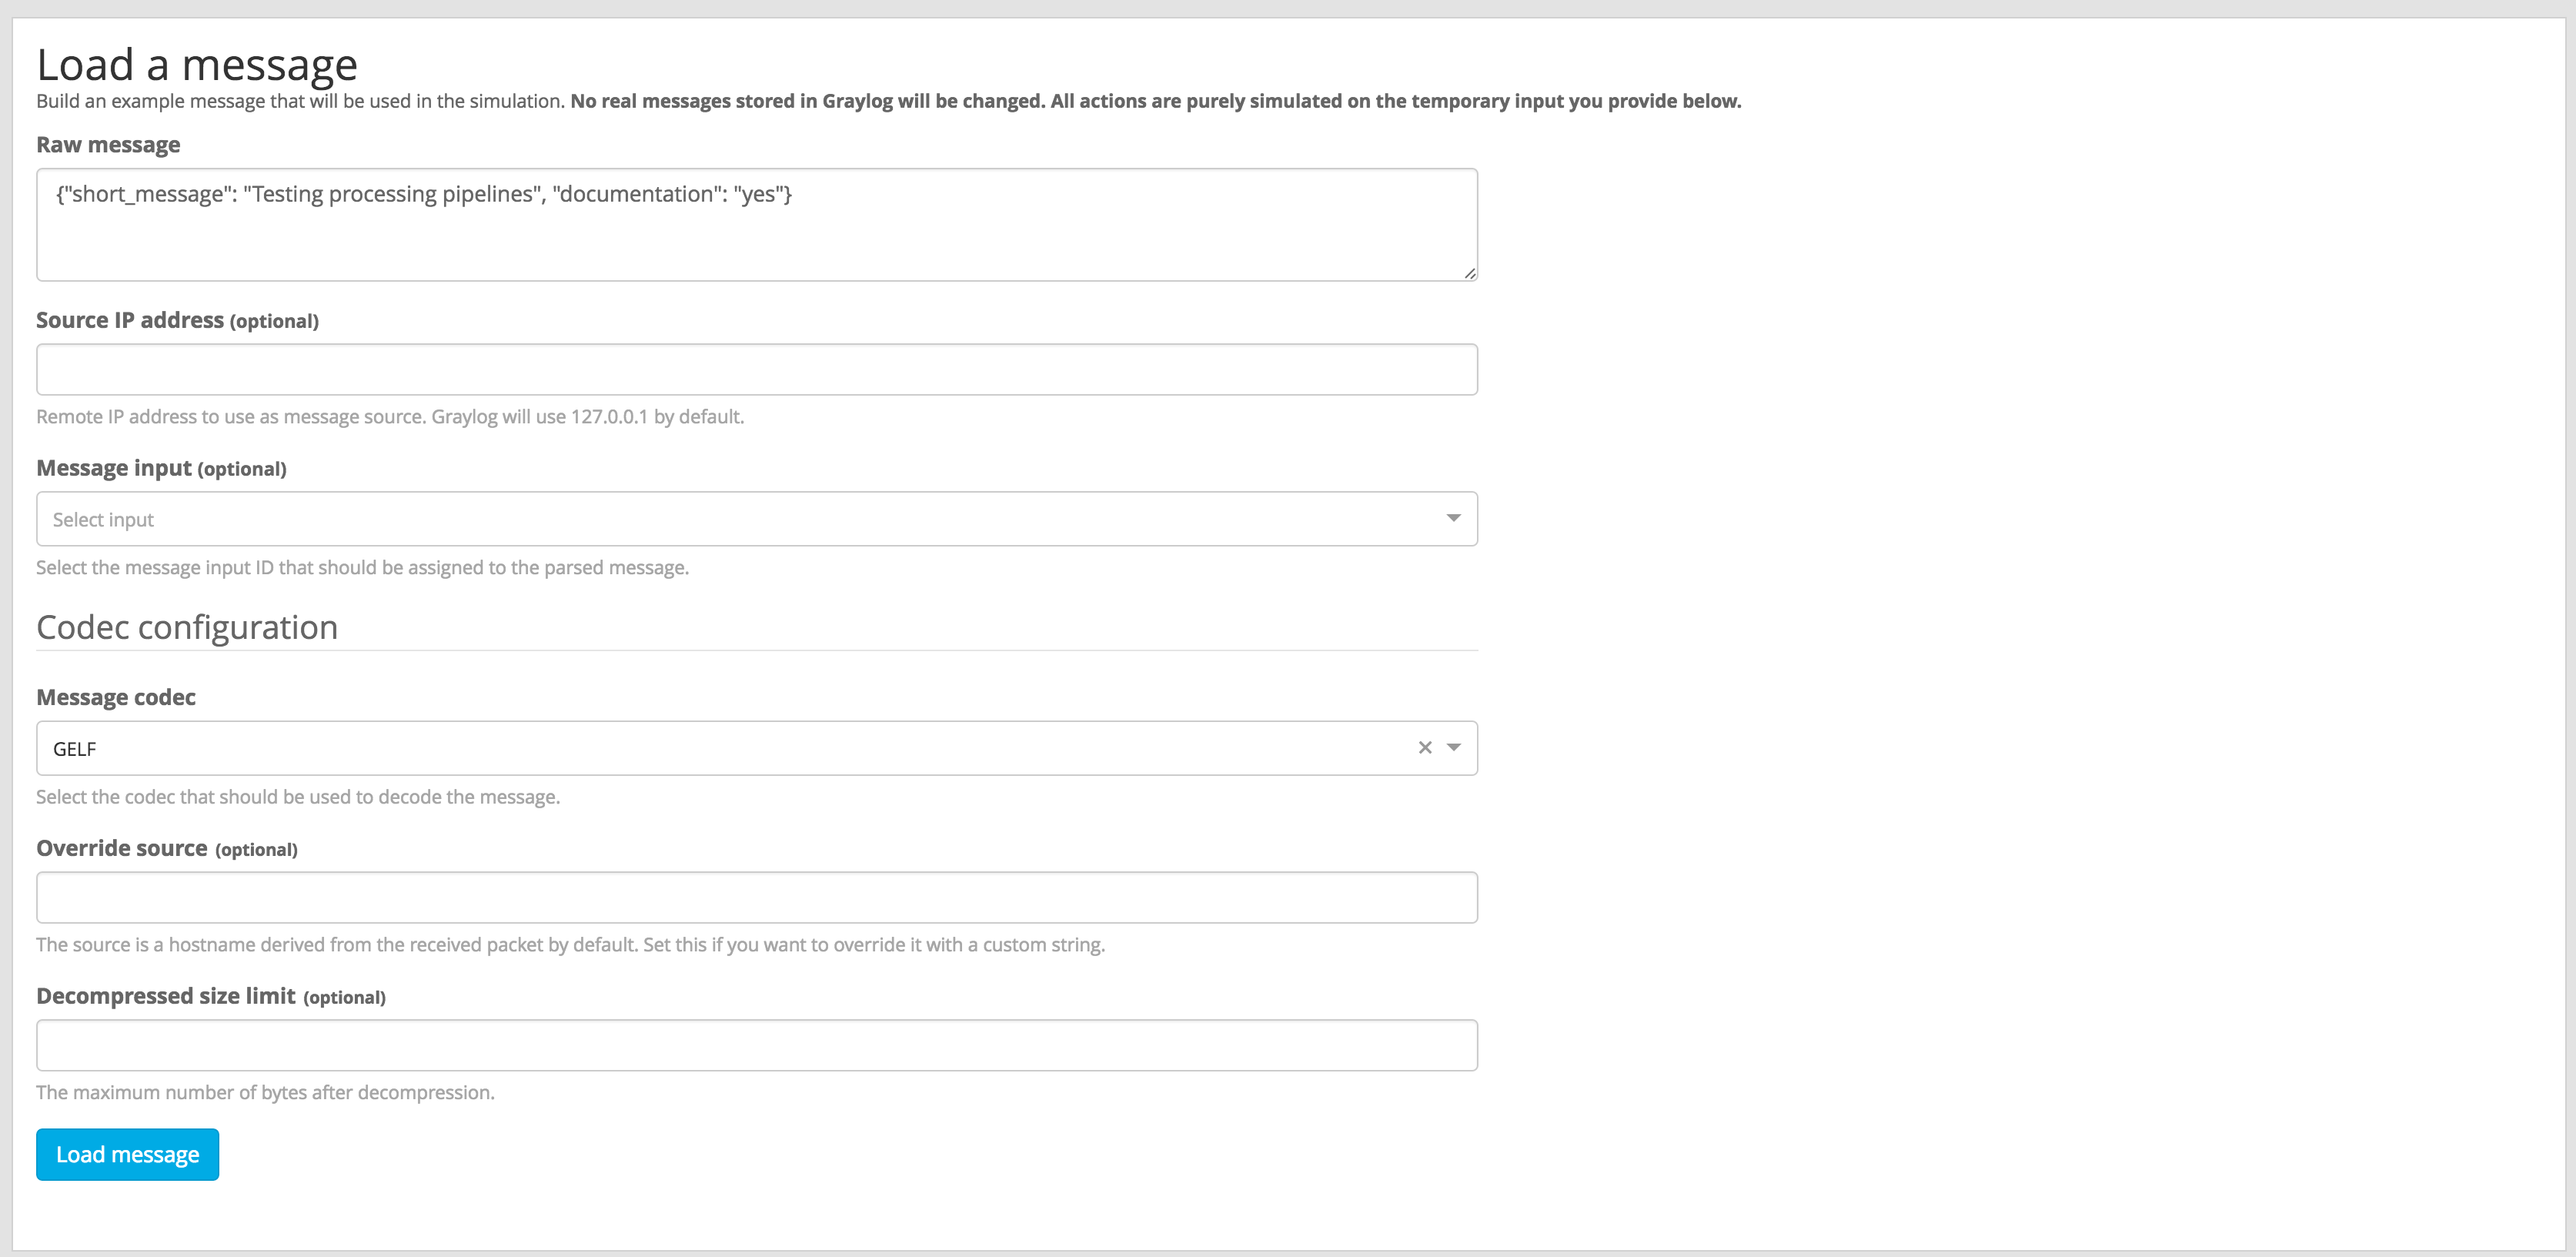 Load a message
Build an example message that will be used in the simulation. No real messages stored in Graylog will be changed. All actions are purely simulated on the temporary input you provide below.
Raw message
{"short_message": "Testing processing pipelines", "documentation": "yes"}
Source IP address (optional)
Remote IP address to use as message source. Graylog will use 127.0.0.1 by default.
Message input (optional)
Select input
Select the message input ID that should be assigned to the parsed message.
Codec configuration
Message codec
GELF
Select the codec that should be used to decode the message.
Override source (optional)
The source is a hostname derived from the received packet by default. Set this if you want to override it with a custom string.
Decompressed size limit (optional)
The maximum number of bytes after decompression.
Load message